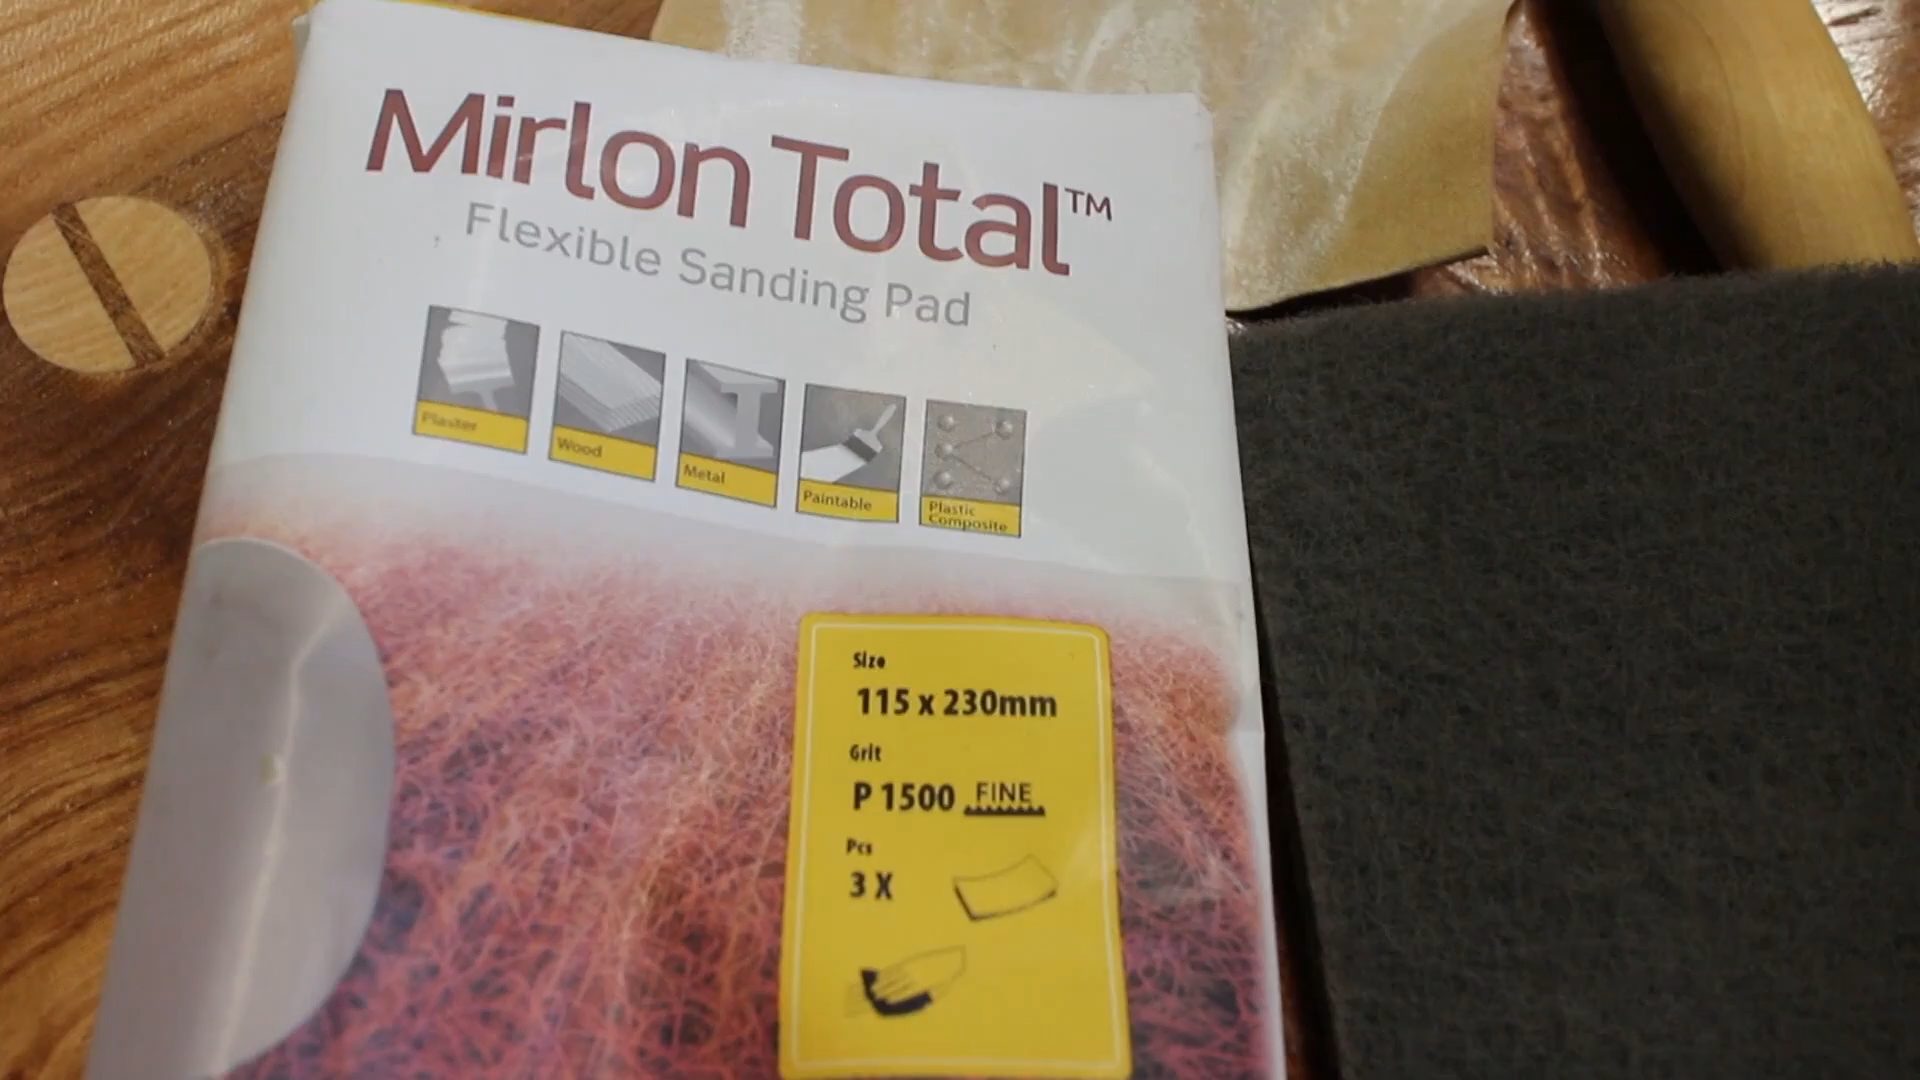 Mirlon Total™
Flexible Sanding Pad
Plaster
Wood
Metal
Paintable
Plastic
Composite
Size
115 x 230mm
Grit
P 1500 FINE
Pcs
3 X